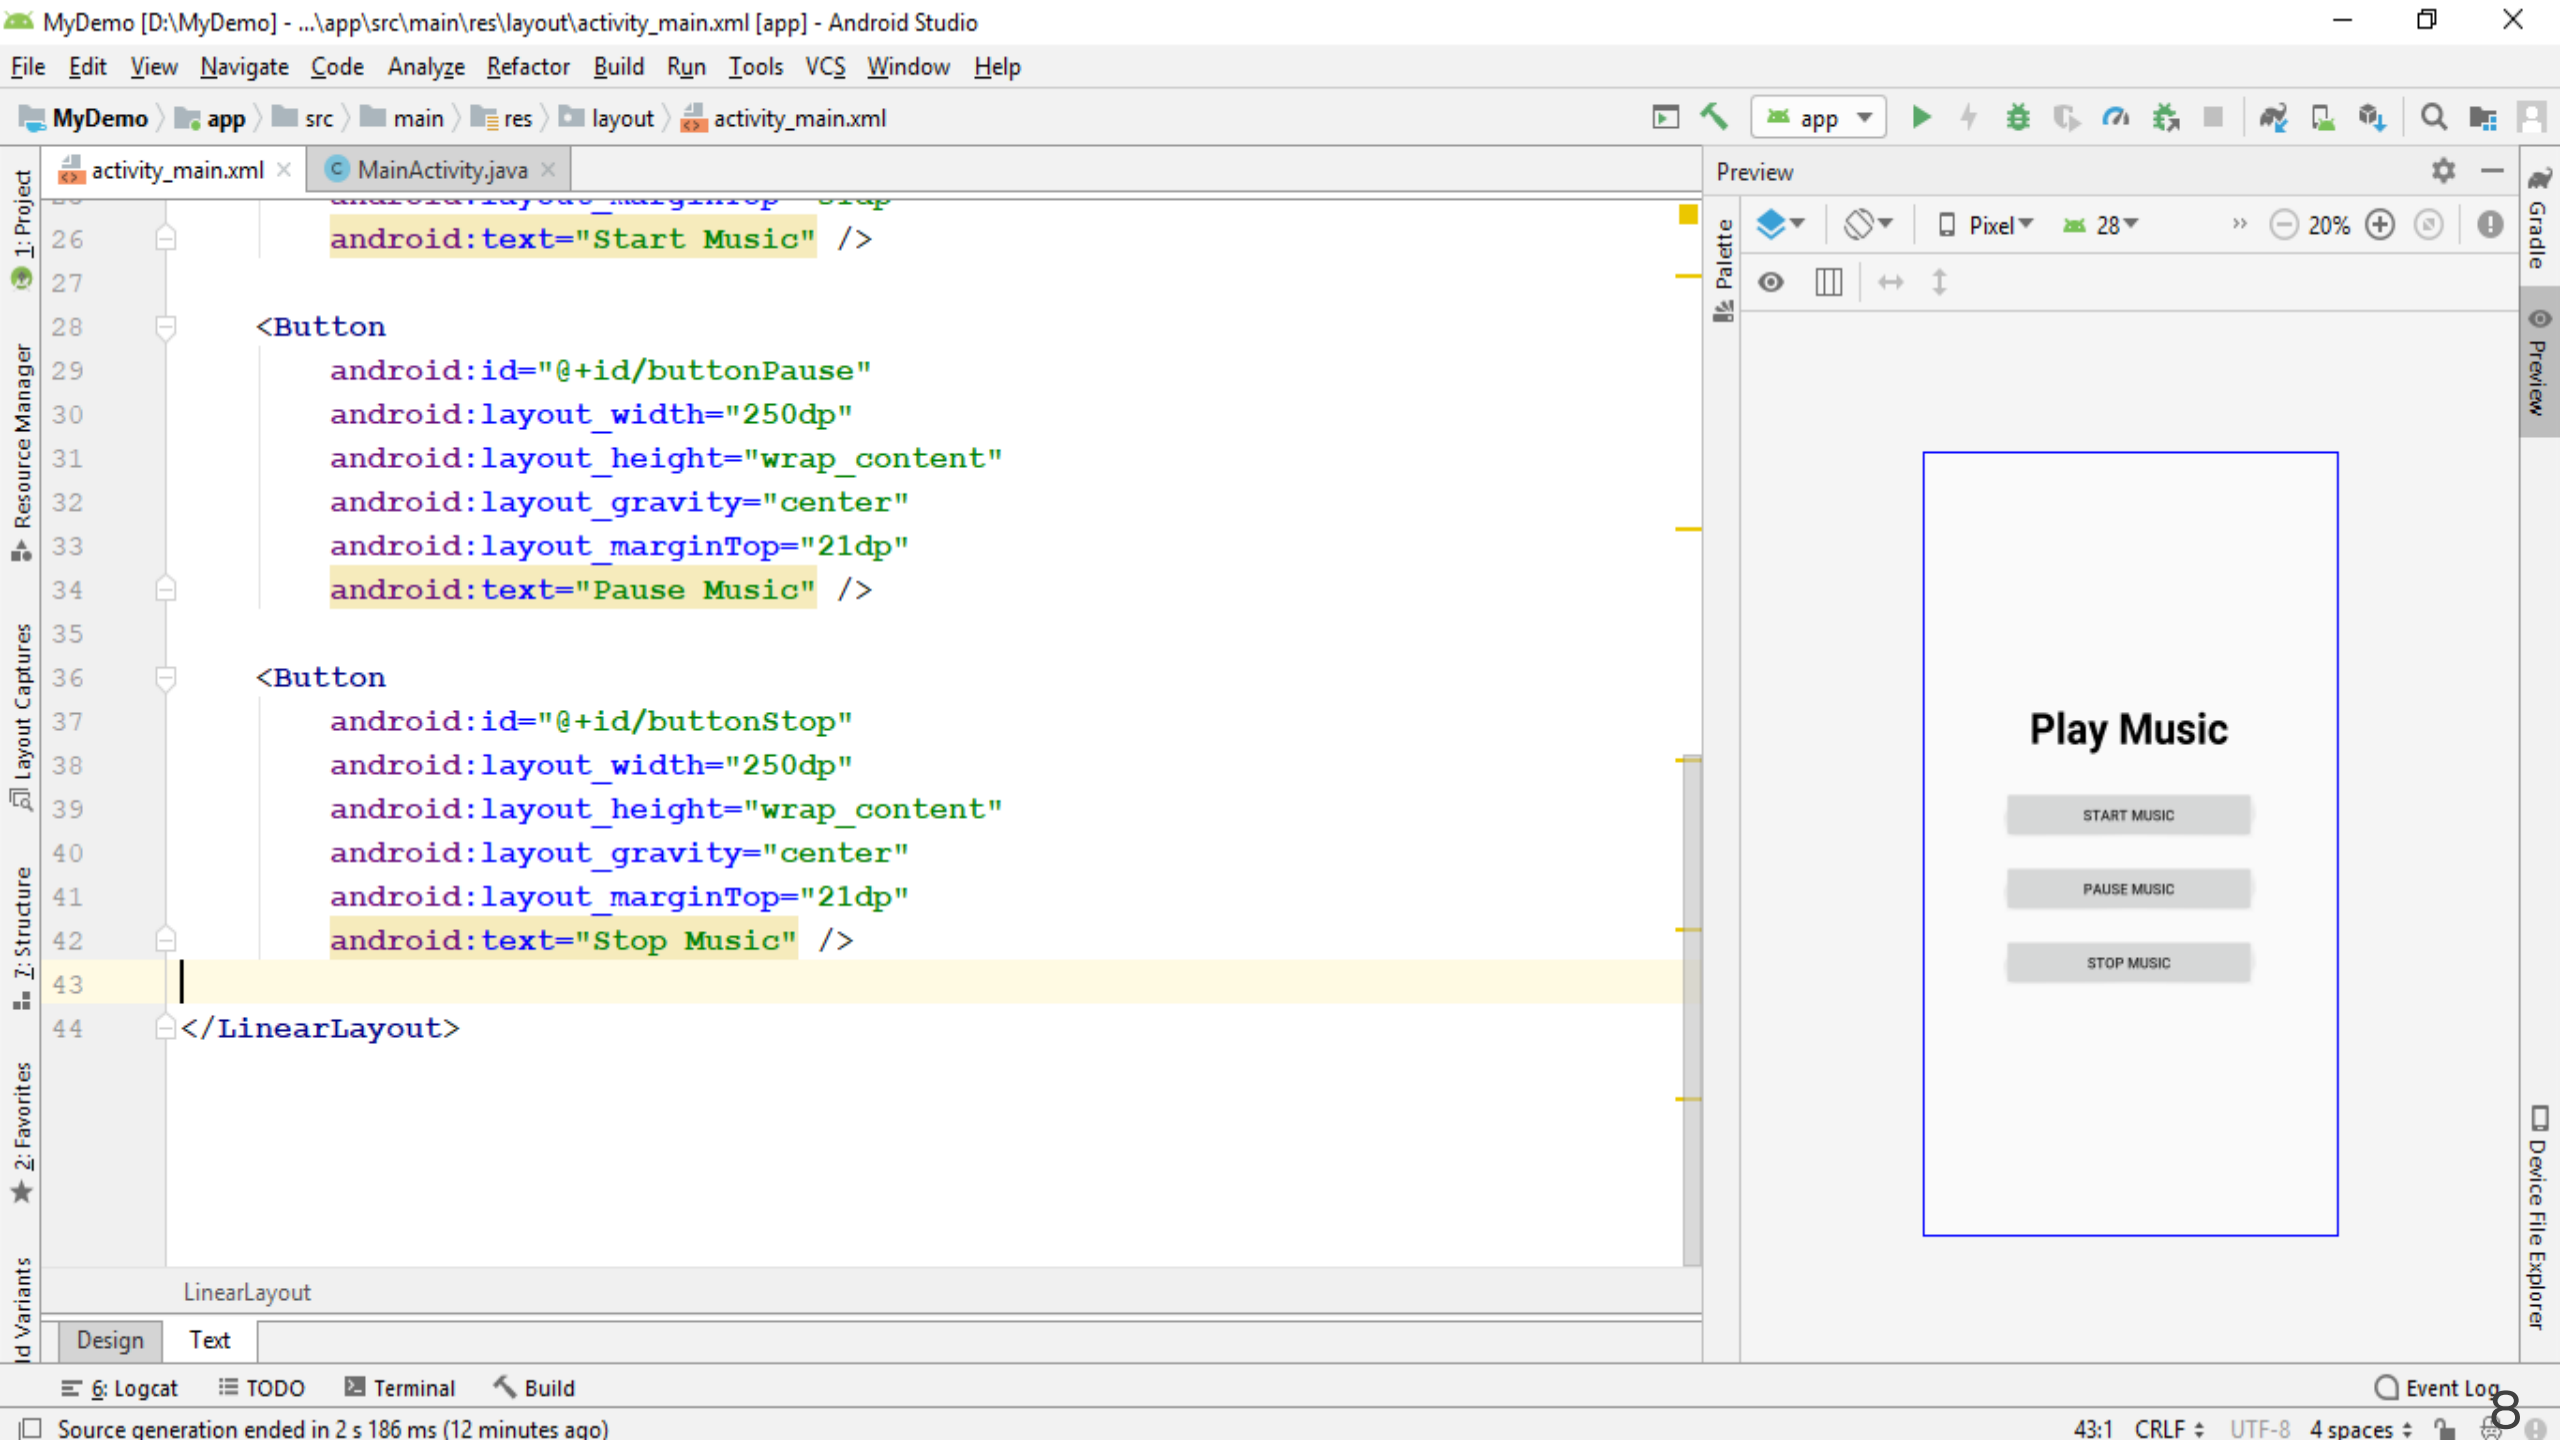 MyDemo [D:\MyDemo] - ...\app\src\main\res\layout\activity_main.xml [app] - Android Studio
File Edit View Navigate Code Analyze Refactor Build Run Tools VCS Window Help
MyDemo app src main res layout activity_main.xml app
activity_main.xml MainActivity.java
1: Project
Resource Manager
Layout Captures
7: Structure
2: Favorites
ld Variants
26 android:text="Start Music" />
27
28 <Button
29 android:id="@+id/buttonPause"
30 android:layout_width="250dp"
31 android:layout_height="wrap_content"
32 android:layout_gravity="center"
33 android:layout_marginTop="21dp"
34 android:text="Pause Music" />
35
36 <Button
37 android:id="@+id/buttonStop"
38 android:layout_width="250dp"
39 android:layout_height="wrap_content"
40 android:layout_gravity="center"
41 android:layout_marginTop="21dp"
42 android:text="Stop Music" />
43
44 </LinearLayout>
LinearLayout
Design Text
Preview
Palette
Pixel 28 » 20%
Play Music
START MUSIC
PAUSE MUSIC
STOP MUSIC
Gradle
Preview
Device File Explorer
6: Logcat TODO Terminal Build Event Log
Source generation ended in 2 s 186 ms (12 minutes ago) 43:1 CRLF UTF-8 4 spaces
8